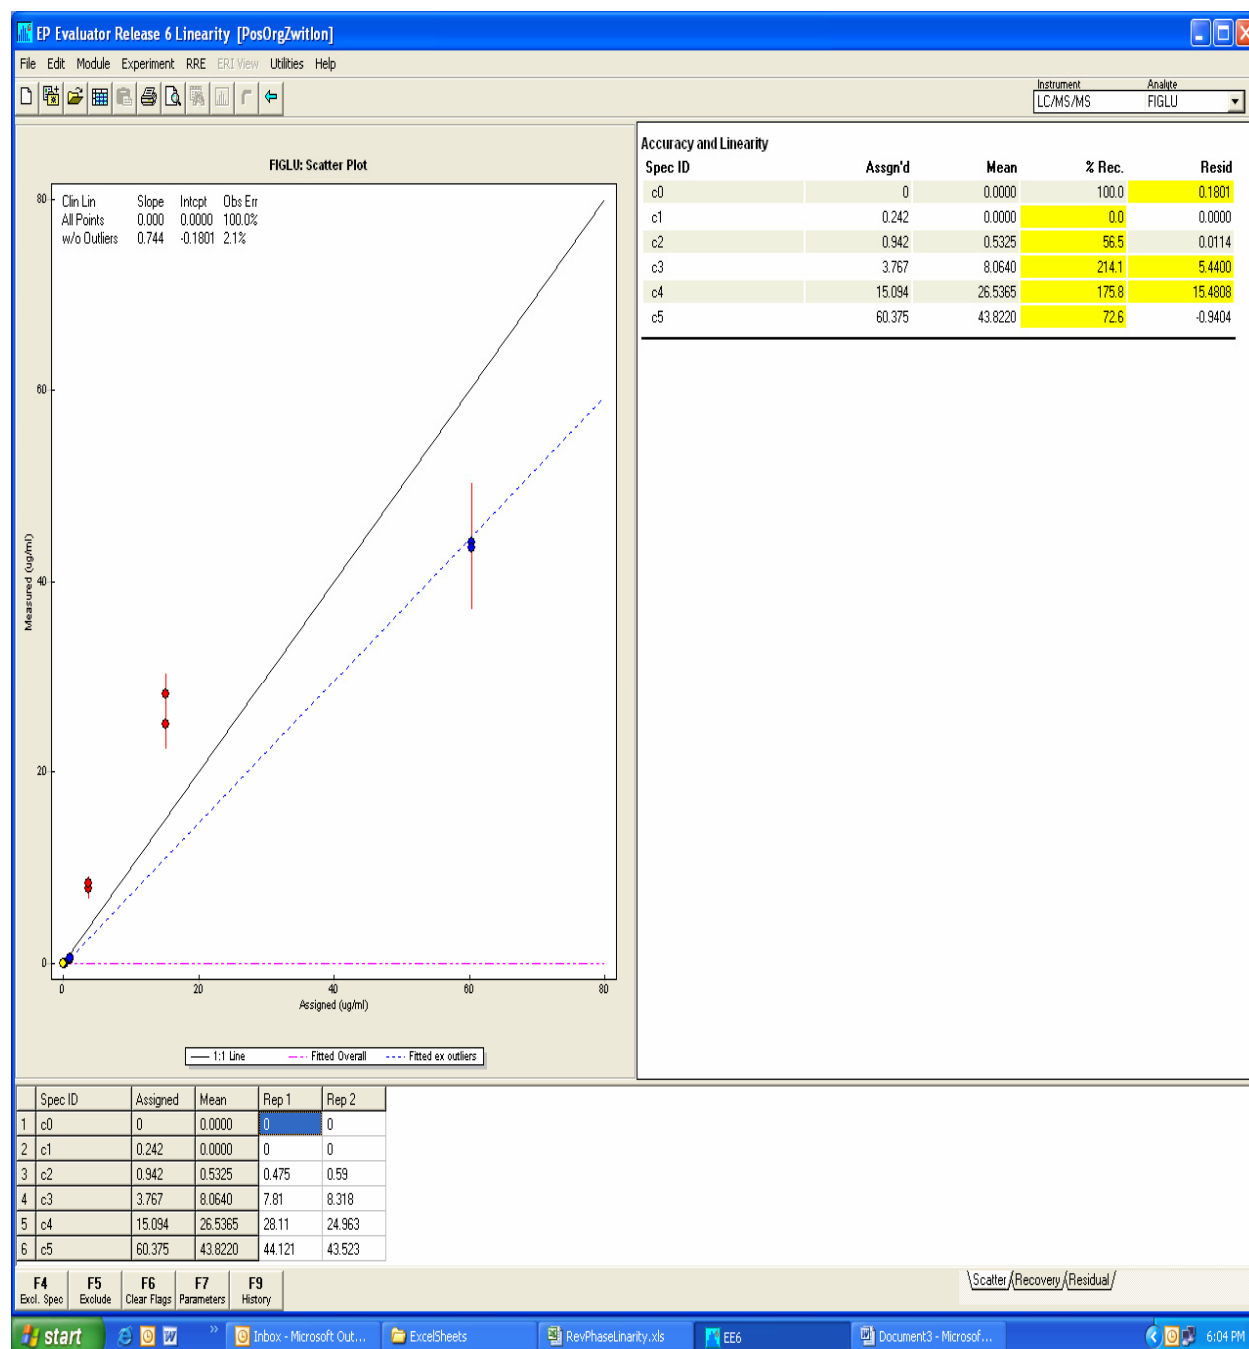 EP Evaluator Release 6 Linearity [PosOrgZwitIon]
File Edit Module Experiment RRE ERI View Utilities Help
Instrument Analyte
LC/MS/MS FIGLU
FIGLU: Scatter Plot
Clin Lin Slope Intcpt Obs Err
All Points 0.000 0.0000 100.0%
w/o Outliers 0.744 -0.1801 2.1%
80
60
40
20
0
Measured (ug/ml)
0 20 40 60 80
Assigned (ug/ml)
1:1 Line Fitted Overall Fitted ex outliers
Accuracy and Linearity
Spec ID Assgn'd Mean % Rec. Resid
c0 0 0.0000 100.0 0.1801
c1 0.242 0.0000 0.0 0.0000
c2 0.942 0.5325 56.5 0.0114
c3 3.767 8.0640 214.1 5.4400
c4 15.094 26.5365 175.8 15.4808
c5 60.375 43.8220 72.6 -0.9404
Spec ID Assigned Mean Rep 1 Rep 2
1 c0 0 0.0000 0 0
2 c1 0.242 0.0000 0 0
3 c2 0.942 0.5325 0.475 0.59
4 c3 3.767 8.0640 7.81 8.318
5 c4 15.094 26.5365 28.11 24.963
6 c5 60.375 43.8220 44.121 43.523
F4 F5 F6 F7 F9
Excl. Spec Exclude Clear Flags Parameters History
Scatter Recovery Residual
start Inbox - Microsoft Out... ExcelSheets RevPhaseLinarity.xls EE6 Document3 - Microsof... 6:04 PM